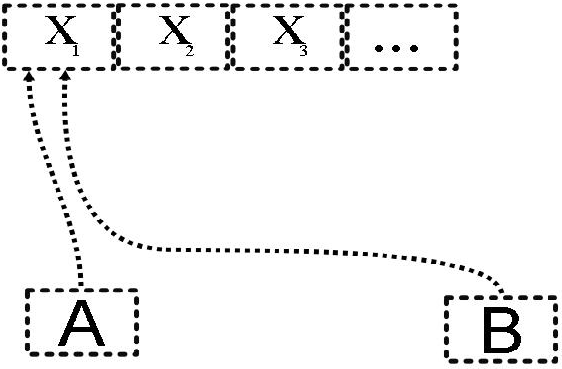 X₁ X₂ X₃ ...
A B